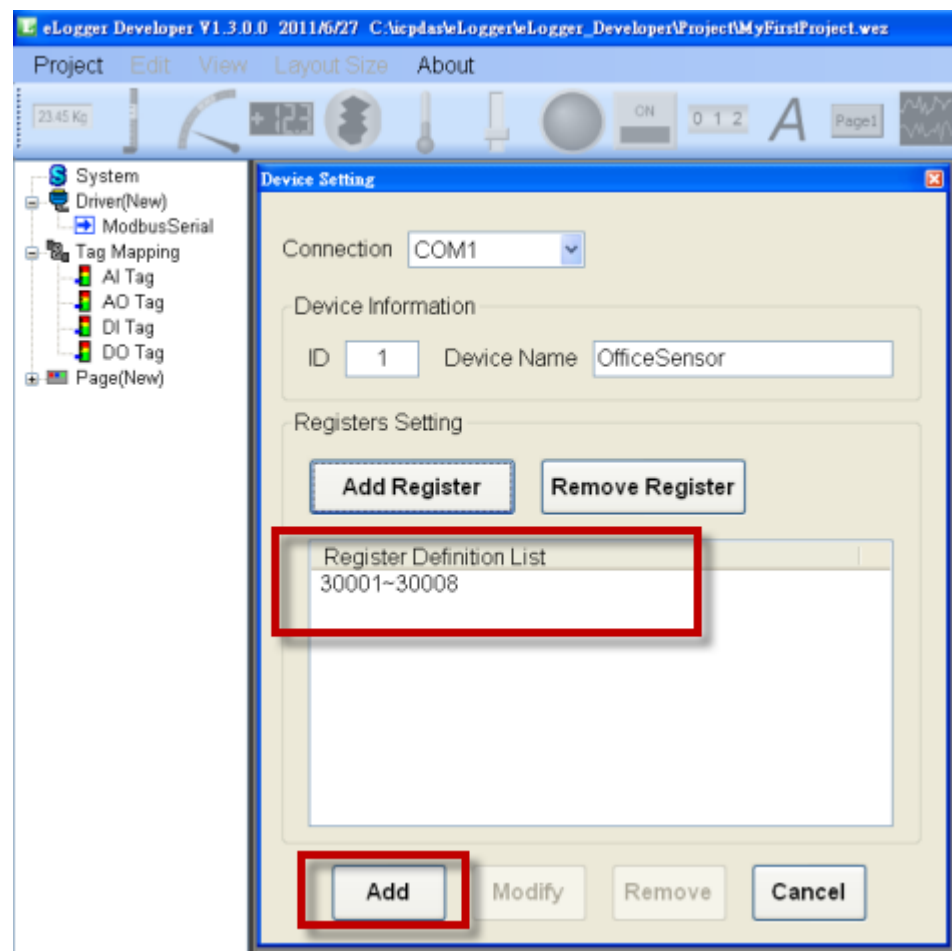 eLogger Developer V1.3.0.0 2011/6/27 C:\icpdas\eLogger\eLogger_Developer\Project\MyFirstProject.wez
Project Edit View Layout Size About
23.45 Kg
+12.3
ON
0 1 2
A
Page1
System
Driver(New)
ModbusSerial
Tag Mapping
AI Tag
AO Tag
DI Tag
DO Tag
Page(New)
Device Setting
Connection COM1
Device Information
ID 1 Device Name OfficeSensor
Registers Setting
Add Register Remove Register
Register Definition List
30001~30008
Add Modify Remove Cancel